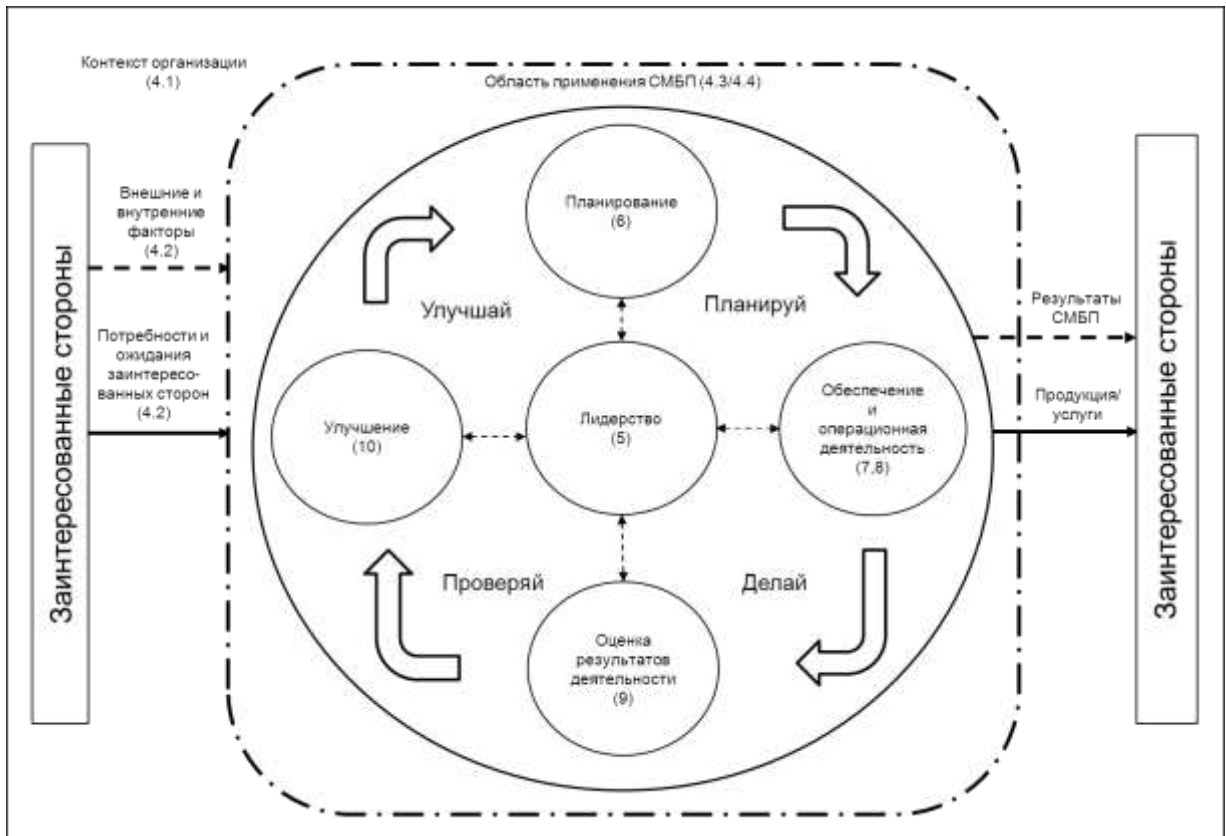 Контекст организации
(4.1)
Область применения СМБП (4.3/4.4)
Заинтересованные стороны
Внешние и
внутренние
факторы
(4.2)
Потребности и
ожидания
заинтересо-
ванных сторон
(4.2)
Планирование
(6)
Улучшай
Планируй
Улучшение
(10)
Лидерство
(5)
Обеспечение
и
операционная
деятельность
(7,8)
Проверяй
Делай
Оценка
результатов
деятельности
(9)
Результаты
СМБП
Продукция/
услуги
Заинтересованные стороны